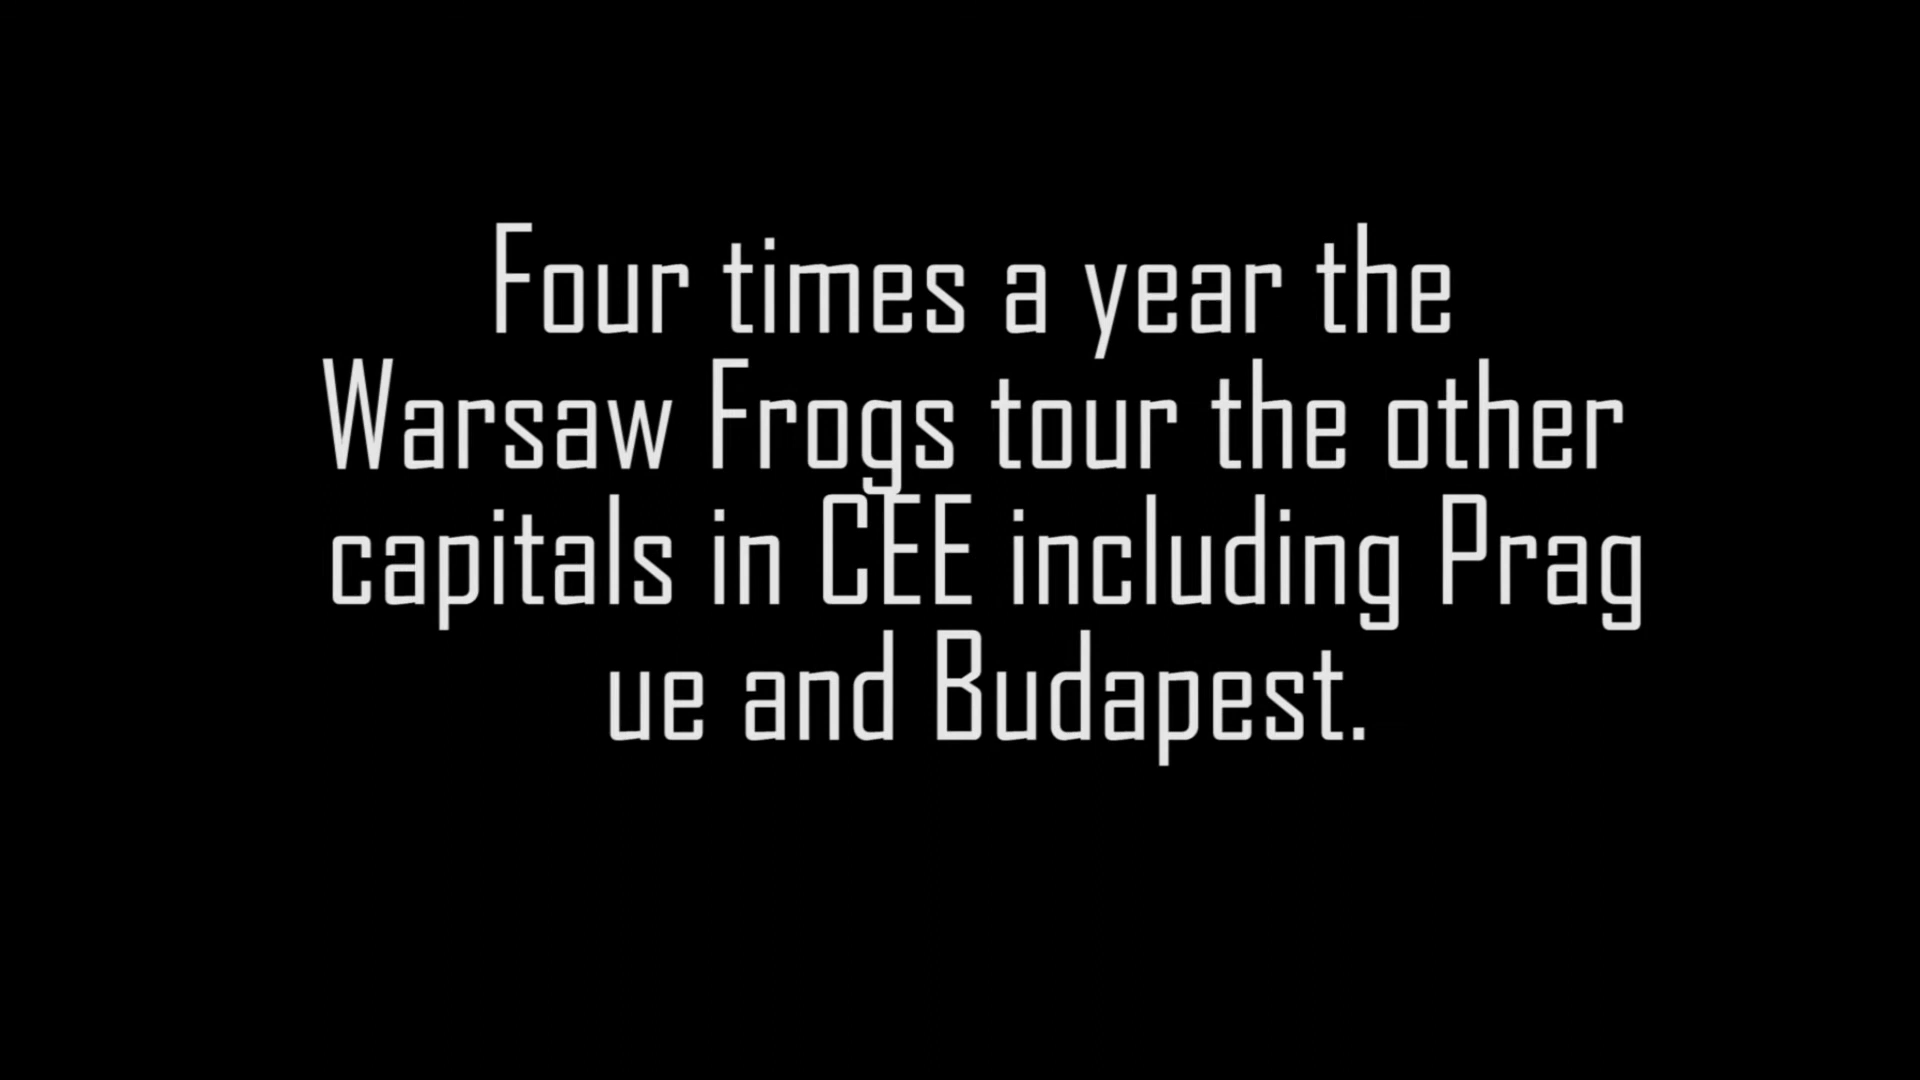 Four times a year the
Warsaw Frogs tour the other
capitals in CEE including Prag
ue and Budapest.